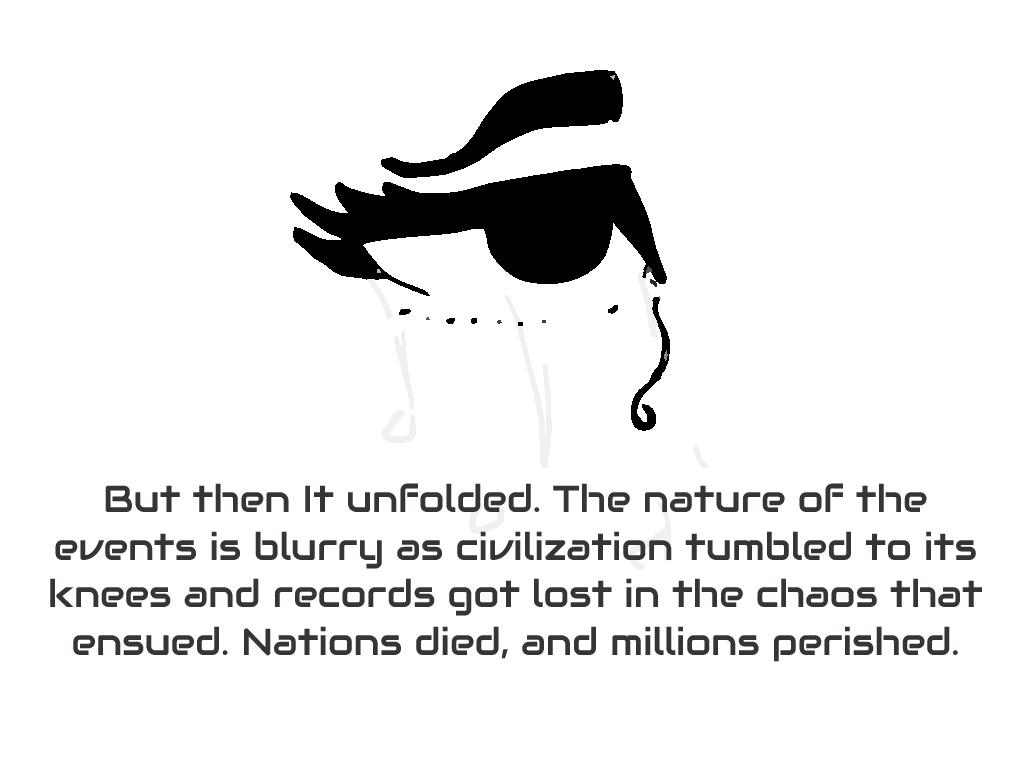 But then It unfolded. The nature of the
events is blurry as civilization tumbled to its
knees and records got lost in the chaos that
ensued. Nations died, and millions perished.